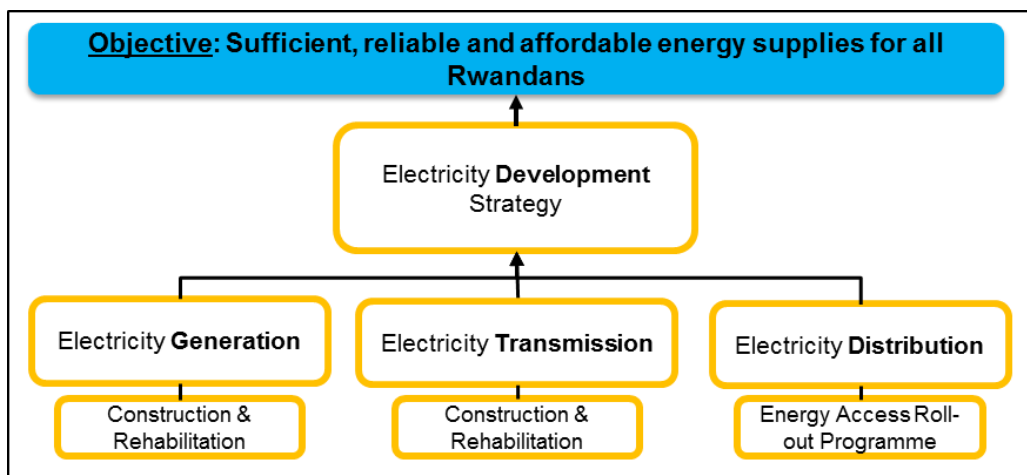 Objective: Sufficient, reliable and affordable energy supplies for all
Rwandans
Electricity Development
Strategy
Electricity Generation
Electricity Transmission
Electricity Distribution
Construction &
Rehabilitation
Construction &
Rehabilitation
Energy Access Roll-
out Programme